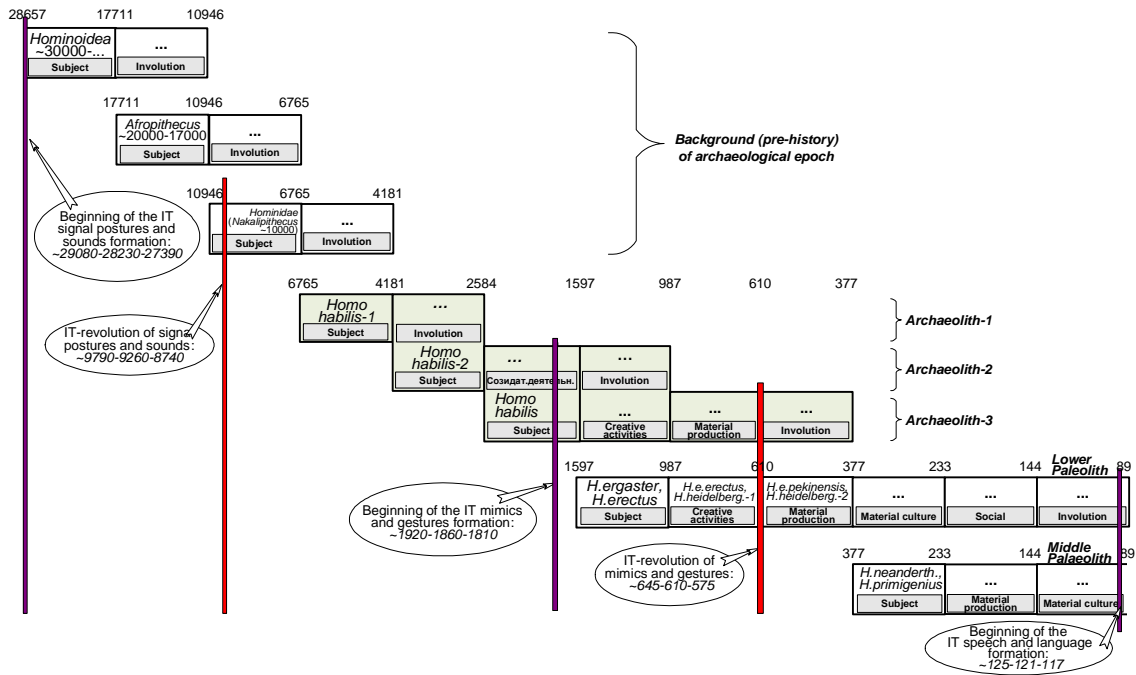 28657 17711 10946
Hominoidea
~30000-...
...
Subject
Involution
17711 10946 6765
Afropithecus
~20000-17000
...
Subject
Involution
Background (pre-history)
of archaeological epoch
10946 6765 4181
Hominidae
(Nakalipithecus
~10000)
...
Subject
Involution
Beginning of the IT
signal postures and
sounds formation:
~29080-28230-27390
IT-revolution of signal
postures and sounds:
~9790-9260-8740
6765 4181 2584 1597 987 610 377
Homo
habilis-1
...
Subject
Involution
Archaeolith-1
Homo
habilis-2
... ...
Subject
Созидат.деятельн.
Involution
Archaeolith-2
Homo
habilis
... ... ...
Subject
Creative
activities
Material
production
Involution
Archaeolith-3
Lower
Paleolith
1597 987 610 377 233 144 89
H.ergaster,
H.erectus
H.e.erectus,
H.heidelberg.-1
H.e.pekinensis,
H.heidelberg.-2
... ... ...
Subject
Creative
activities
Material
production
Material culture
Social
Involution
Beginning of the IT mimics
and gestures formation:
~1920-1860-1810
IT-revolution of
mimics and gestures:
~645-610-575
Middle
Palaeolith
377 233 144 89
H.neanderth.,
H.primigenius
... ...
Subject
Material
production
Material culture
Beginning of the
IT speech and language
formation:
~125-121-117